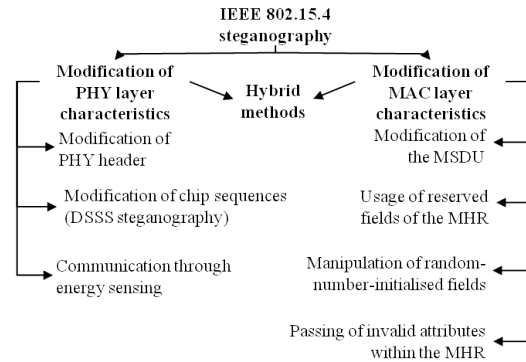 IEEE 802.15.4
steganography
Modification of
PHY layer
characteristics
Hybrid
methods
Modification of
MAC layer
characteristics
Modification of
PHY header
Modification of chip sequences
(DSSS steganography)
Communication through
energy sensing
Modification of
the MSDU
Usage of reserved
fields of the MHR
Manipulation of random-
number-initialised fields
Passing of invalid attributes
within the MHR